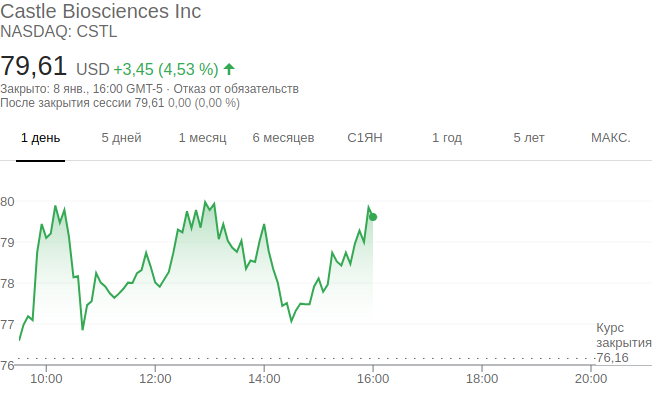 Castle Biosciences Inc
NASDAQ: CSTL
79,61 USD +3,45 (4,53 %)
Закрыто: 8 янв., 16:00 GMT-5 · Отказ от обязательств
После закрытия сессии 79,61 0,00 (0,00 %)
1 день 5 дней 1 месяц 6 месяцев С1ЯН 1 год 5 лет МАКС.
80
79
78
77
76
Курс
закрытия
76,16
10:00 12:00 14:00 16:00 18:00 20:00